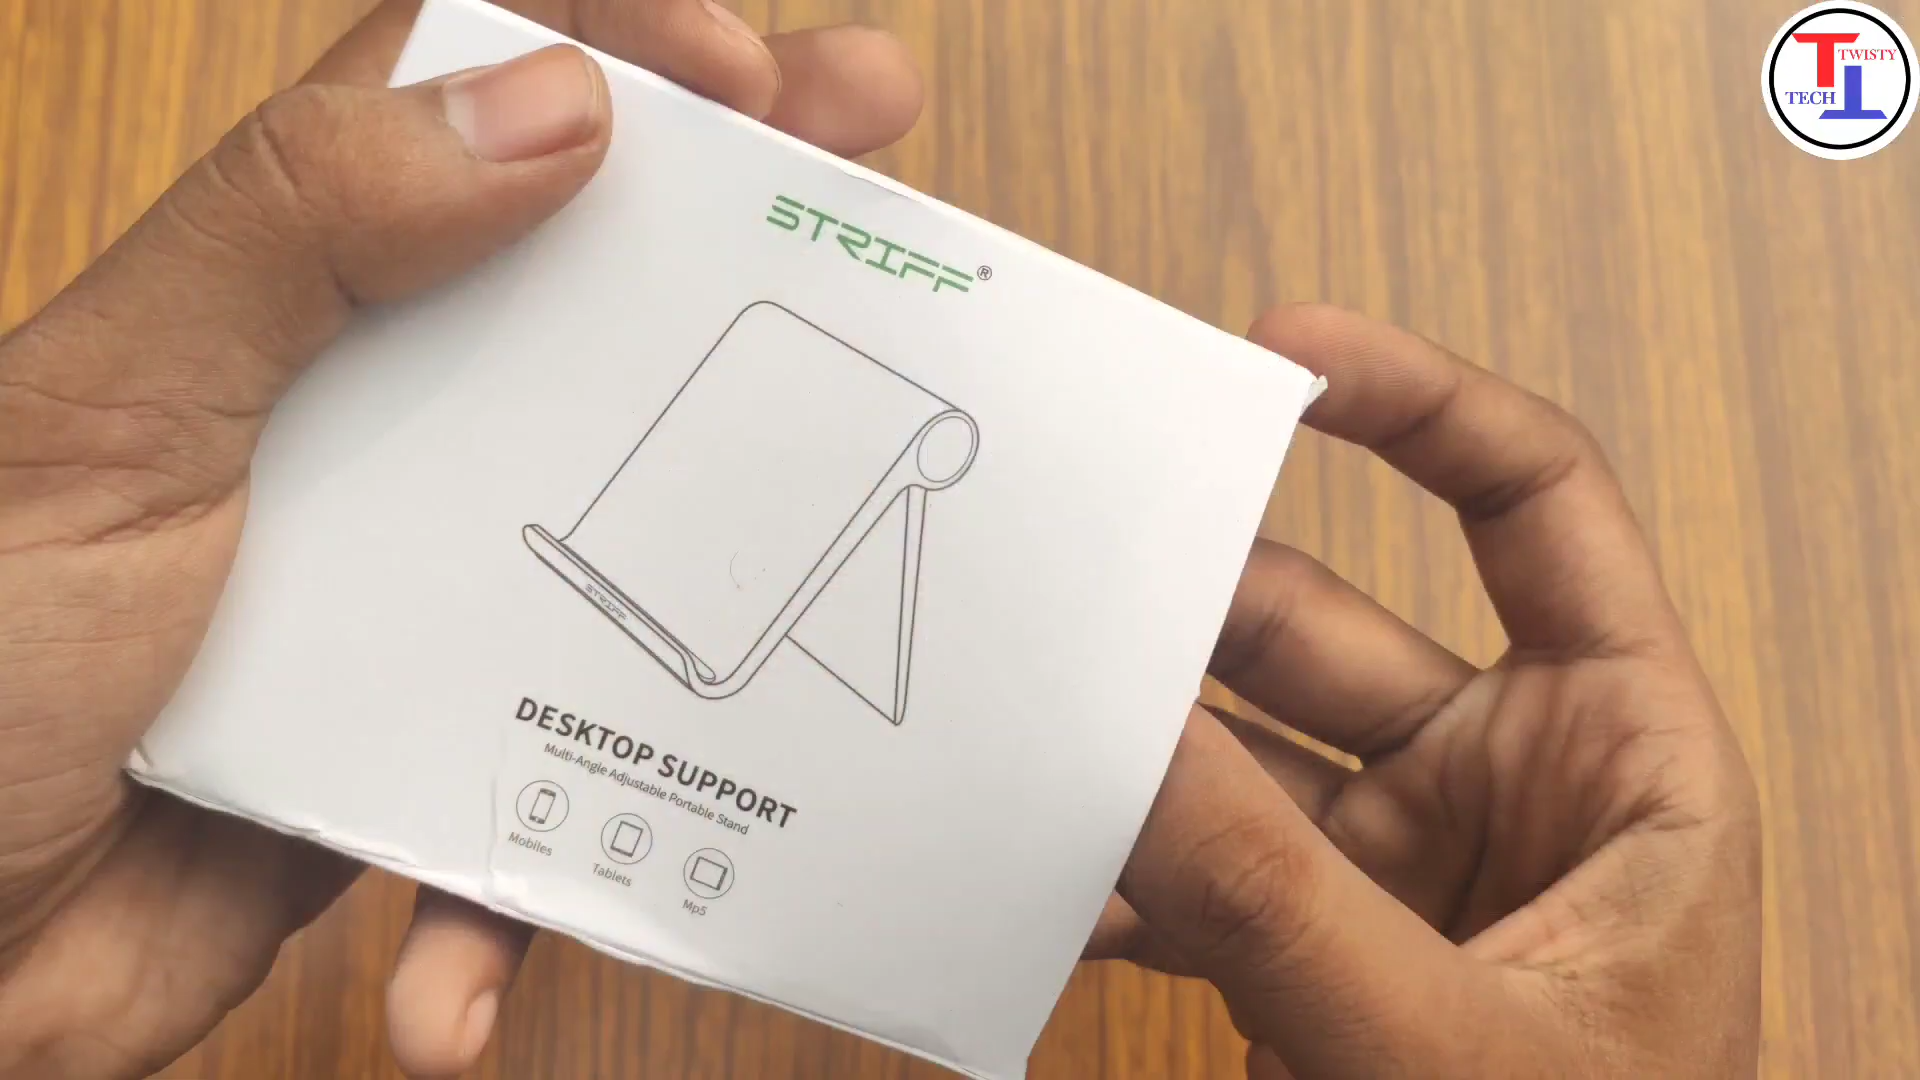 STRIFF®
STRIFF
DESKTOP SUPPORT
Multi-Angle Adjustable Portable Stand
Mobiles
Tablets
Mp5
TWISTY
TECH